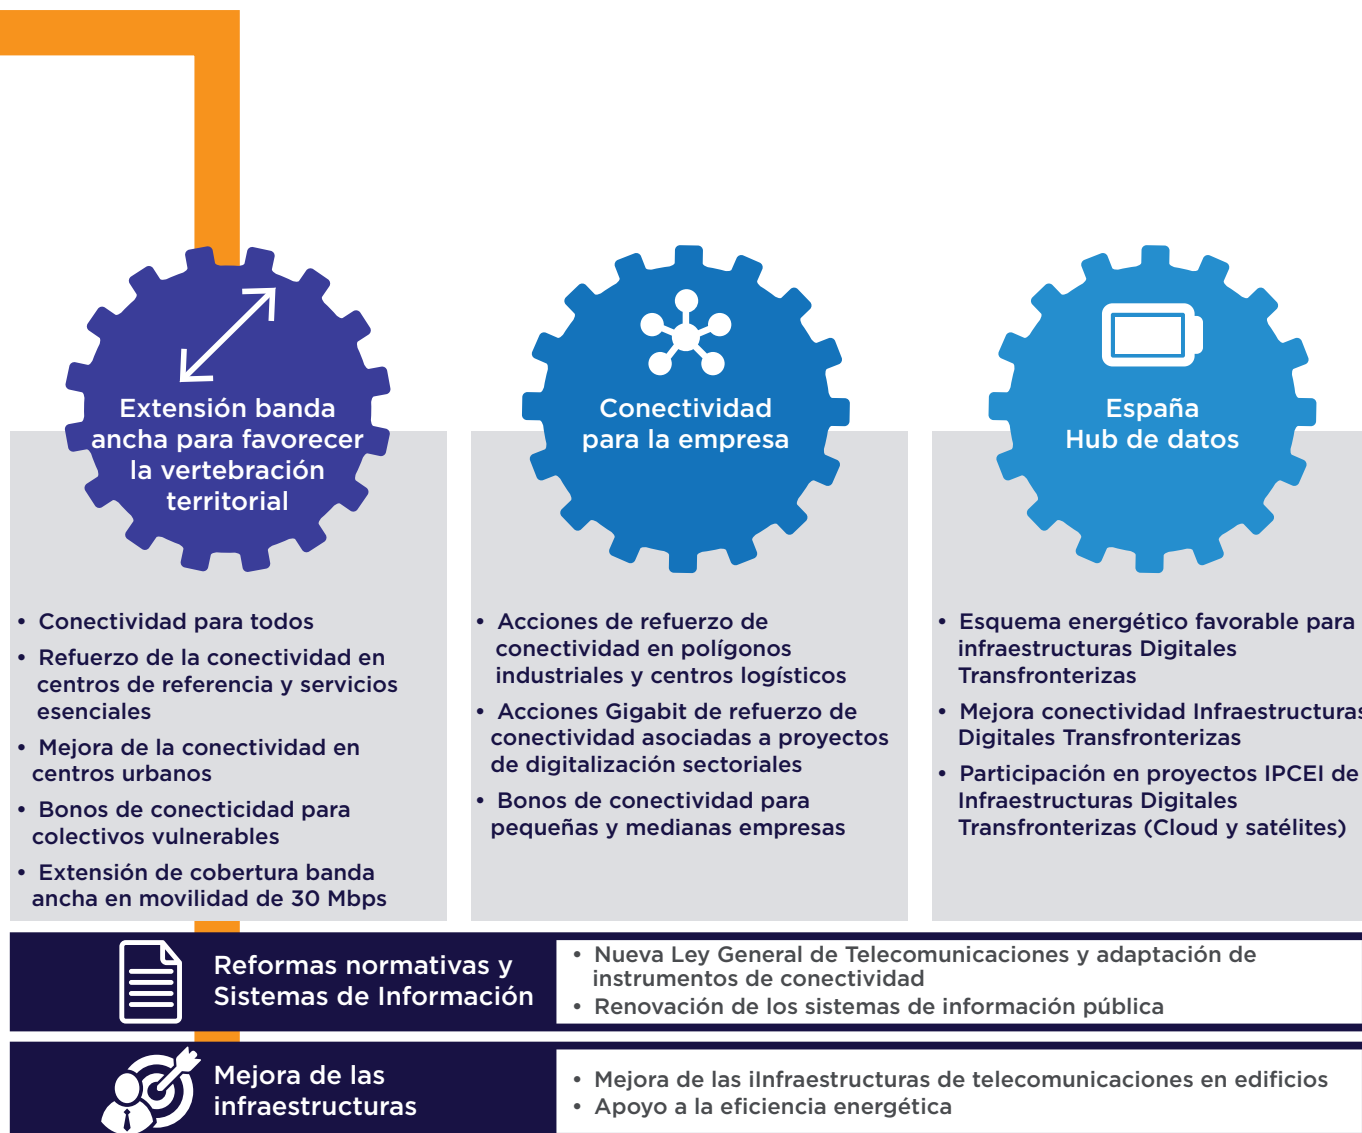 Extensión banda
ancha para favorecer
la vertebración
territorial
• Conectividad para todos
• Refuerzo de la conectividad en
centros de referencia y servicios
esenciales
• Mejora de la conectividad en
centros urbanos
• Bonos de conecticidad para
colectivos vulnerables
• Extensión de cobertura banda
ancha en movilidad de 30 Mbps
Conectividad
para la empresa
• Acciones de refuerzo de
conectividad en polígonos
industriales y centros logísticos
• Acciones Gigabit de refuerzo de
conectividad asociadas a proyectos
de digitalización sectoriales
• Bonos de conectividad para
pequeñas y medianas empresas
España
Hub de datos
• Esquema energético favorable para
infraestructuras Digitales
Transfronterizas
• Mejora conectividad Infraestructuras
Digitales Transfronterizas
• Participación en proyectos IPCEI de
Infraestructuras Digitales
Transfronterizas (Cloud y satélites)
Reformas normativas y
Sistemas de Información
• Nueva Ley General de Telecomunicaciones y adaptación de
instrumentos de conectividad
• Renovación de los sistemas de información pública
Mejora de las
infraestructuras
• Mejora de las iInfraestructuras de telecomunicaciones en edificios
• Apoyo a la eficiencia energética